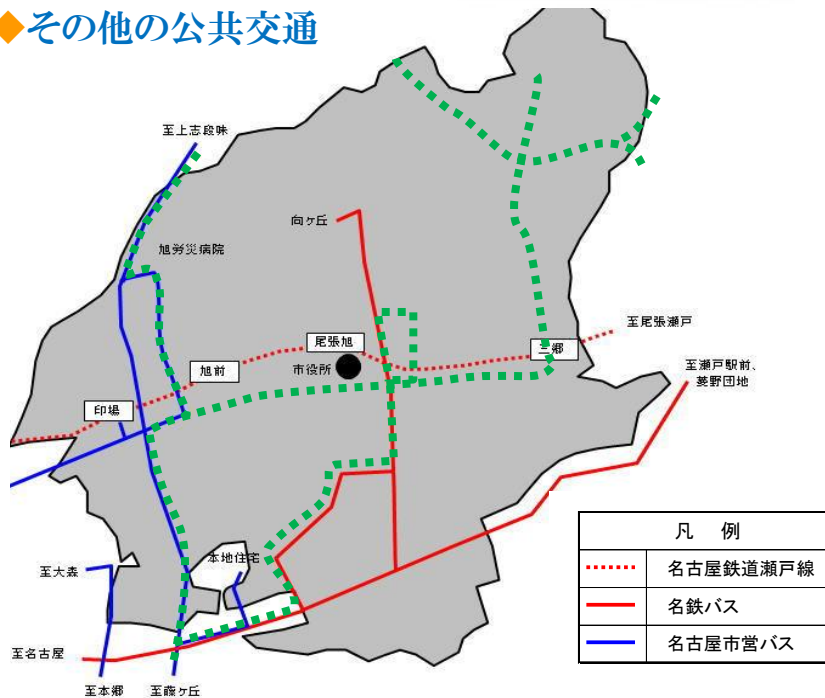 ◆その他の公共交通
至上志段味
向ヶ丘
旭労災病院
至尾張瀬戸
尾張旭
三郷
市役所
旭前
至瀬戸駅前、
菱野団地
印場
本地住宅
至大森
至名古屋
至本郷
至藤ヶ丘
凡 例
名古屋鉄道瀬戸線
名鉄バス
名古屋市営バス